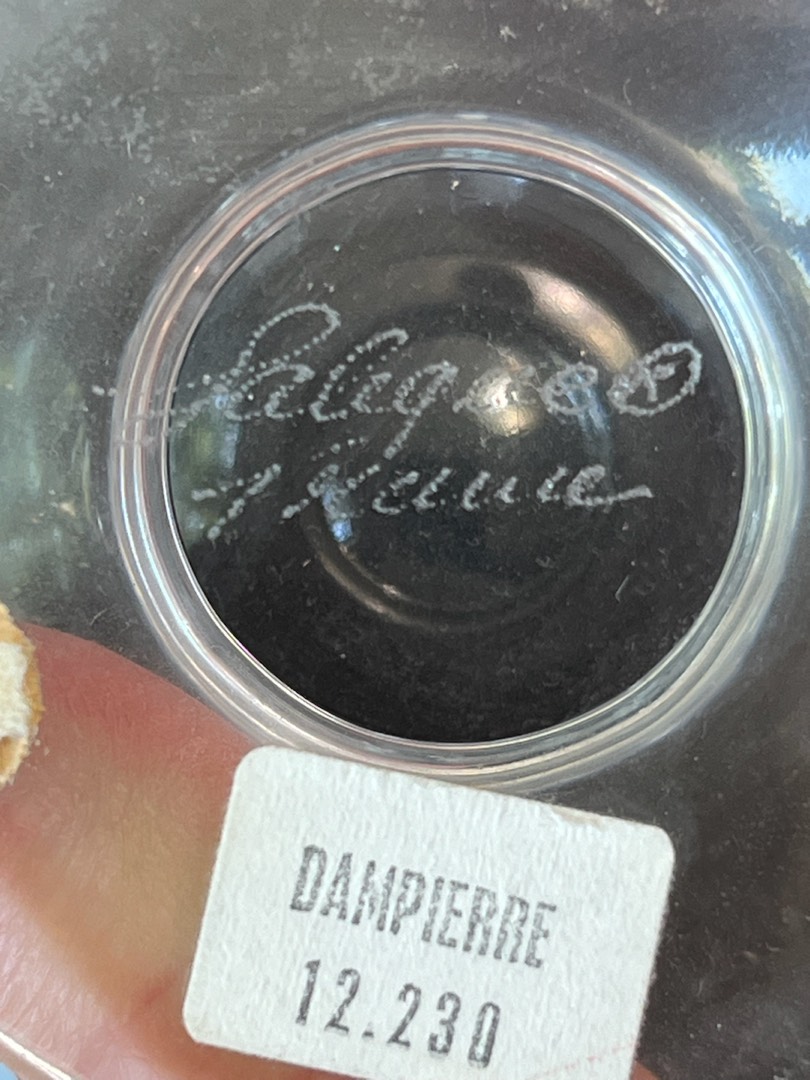 Lalique ®
France
DAMPIERRE
12.230